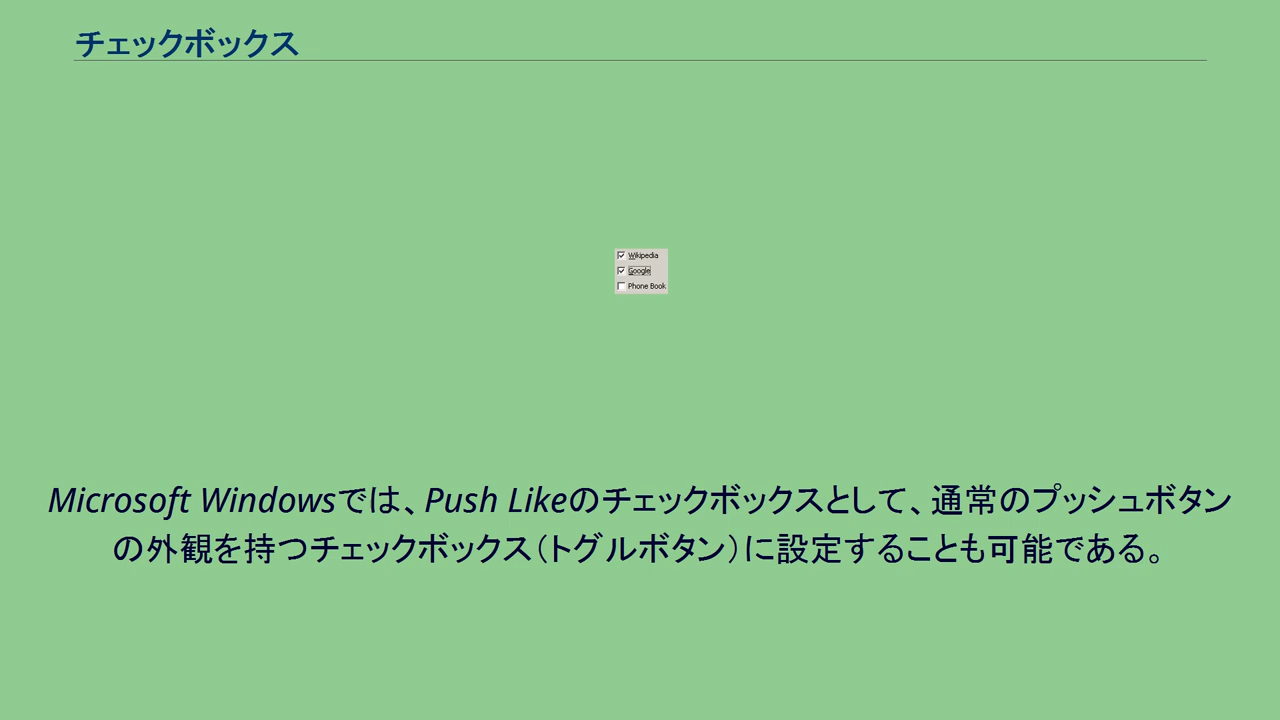 チェックボックス
Wikipedia
Google
Phone Book
Microsoft Windowsでは、Push Likeのチェックボックスとして、通常のプッシュボタン
の外観を持つチェックボックス（トグルボタン）に設定することも可能である。